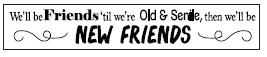 We'll be Friends 'til we're Old & Senile, then we'll be
NEW FRIENDS